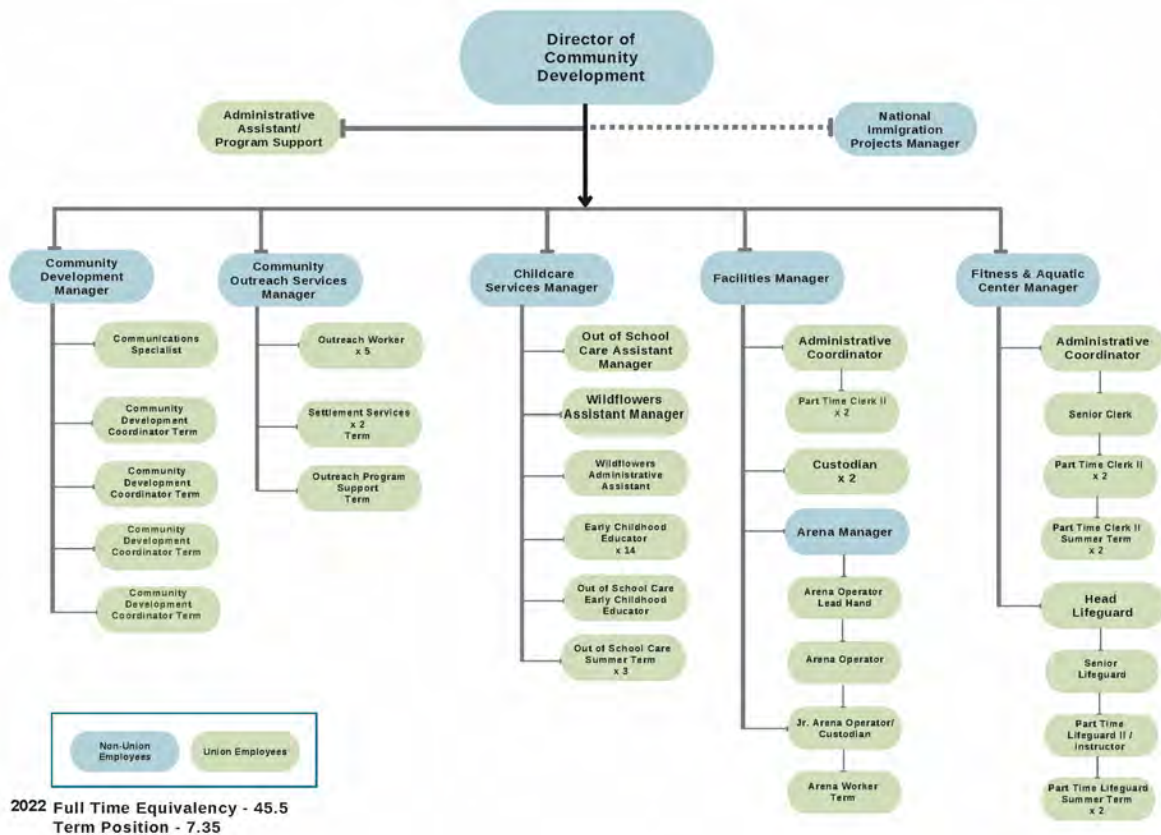 Director of
Community
Development
Administrative
Assistant/
Program Support
National
Immigration
Projects Manager
Community
Development
Manager
Communications
Specialist
Community
Development
Coordinator Term
Community
Development
Coordinator Term
Community
Development
Coordinator Term
Community
Development
Coordinator Term
Community
Outreach Services
Manager
Outreach Worker
x 5
Settlement Services
x 2
Term
Outreach Program
Support
Term
Childcare
Services Manager
Out of School
Care Assistant
Manager
Wildflowers
Assistant Manager
Wildflowers
Administrative
Assistant
Early Childhood
Educator
x 14
Out of School Care
Early Childhood
Educator
Out of School Care
Summer Term
x 3
Facilities Manager
Administrative
Coordinator
Part Time Clerk II
x 2
Custodian
x 2
Arena Manager
Arena Operator
Lead Hand
Arena Operator
Jr. Arena Operator/
Custodian
Arena Worker
Term
Fitness & Aquatic
Center Manager
Administrative
Coordinator
Senior Clerk
Part Time Clerk II
x 2
Part Time Clerk II
Summer Term
x 2
Head
Lifeguard
Senior
Lifeguard
Part Time
Lifeguard II /
Instructor
Part Time Lifeguard
Summer Term
x 2
Non-Union
Employees
Union Employees
2022 Full Time Equivalency - 45.5
Term Position - 7.35